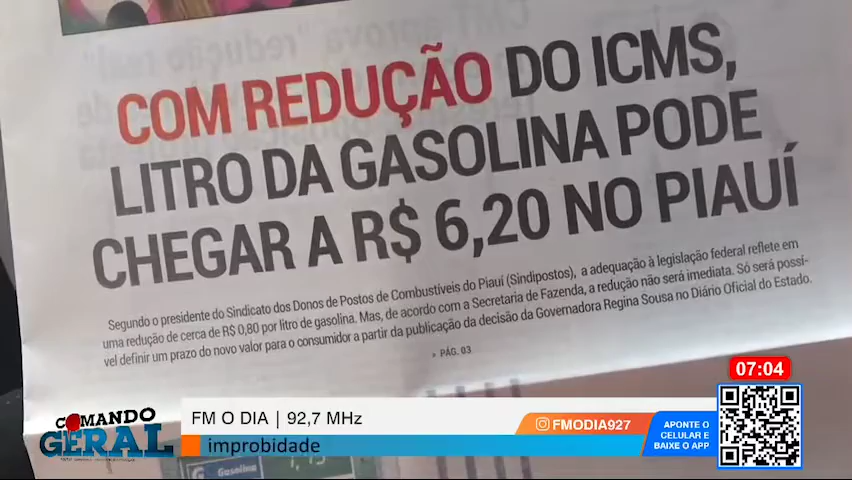 COM REDUÇÃO DO ICMS,
LITRO DA GASOLINA PODE
CHEGAR A R$ 6,20 NO PIAUÍ
Segundo o presidente do Sindicato dos Donos de Postos de Combustíveis do Piauí (Sindipostos), a adequação à legislação federal reflete em
uma redução de cerca de R$ 0,80 por litro de gasolina. Mas, de acordo com a Secretaria de Fazenda, a redução não será imediata. Só será possí-
vel definir um prazo do novo valor para o consumidor a partir da publicação da decisão da Governadora Regina Sousa no Diário Oficial do Estado.
> PÁG. 03
07:04
COMANDO
GERAL
FM O DIA | 92,7 MHz
improbidade
FMODIA927
APONTE O
CELULAR E
BAIXE O APP
Gasolina